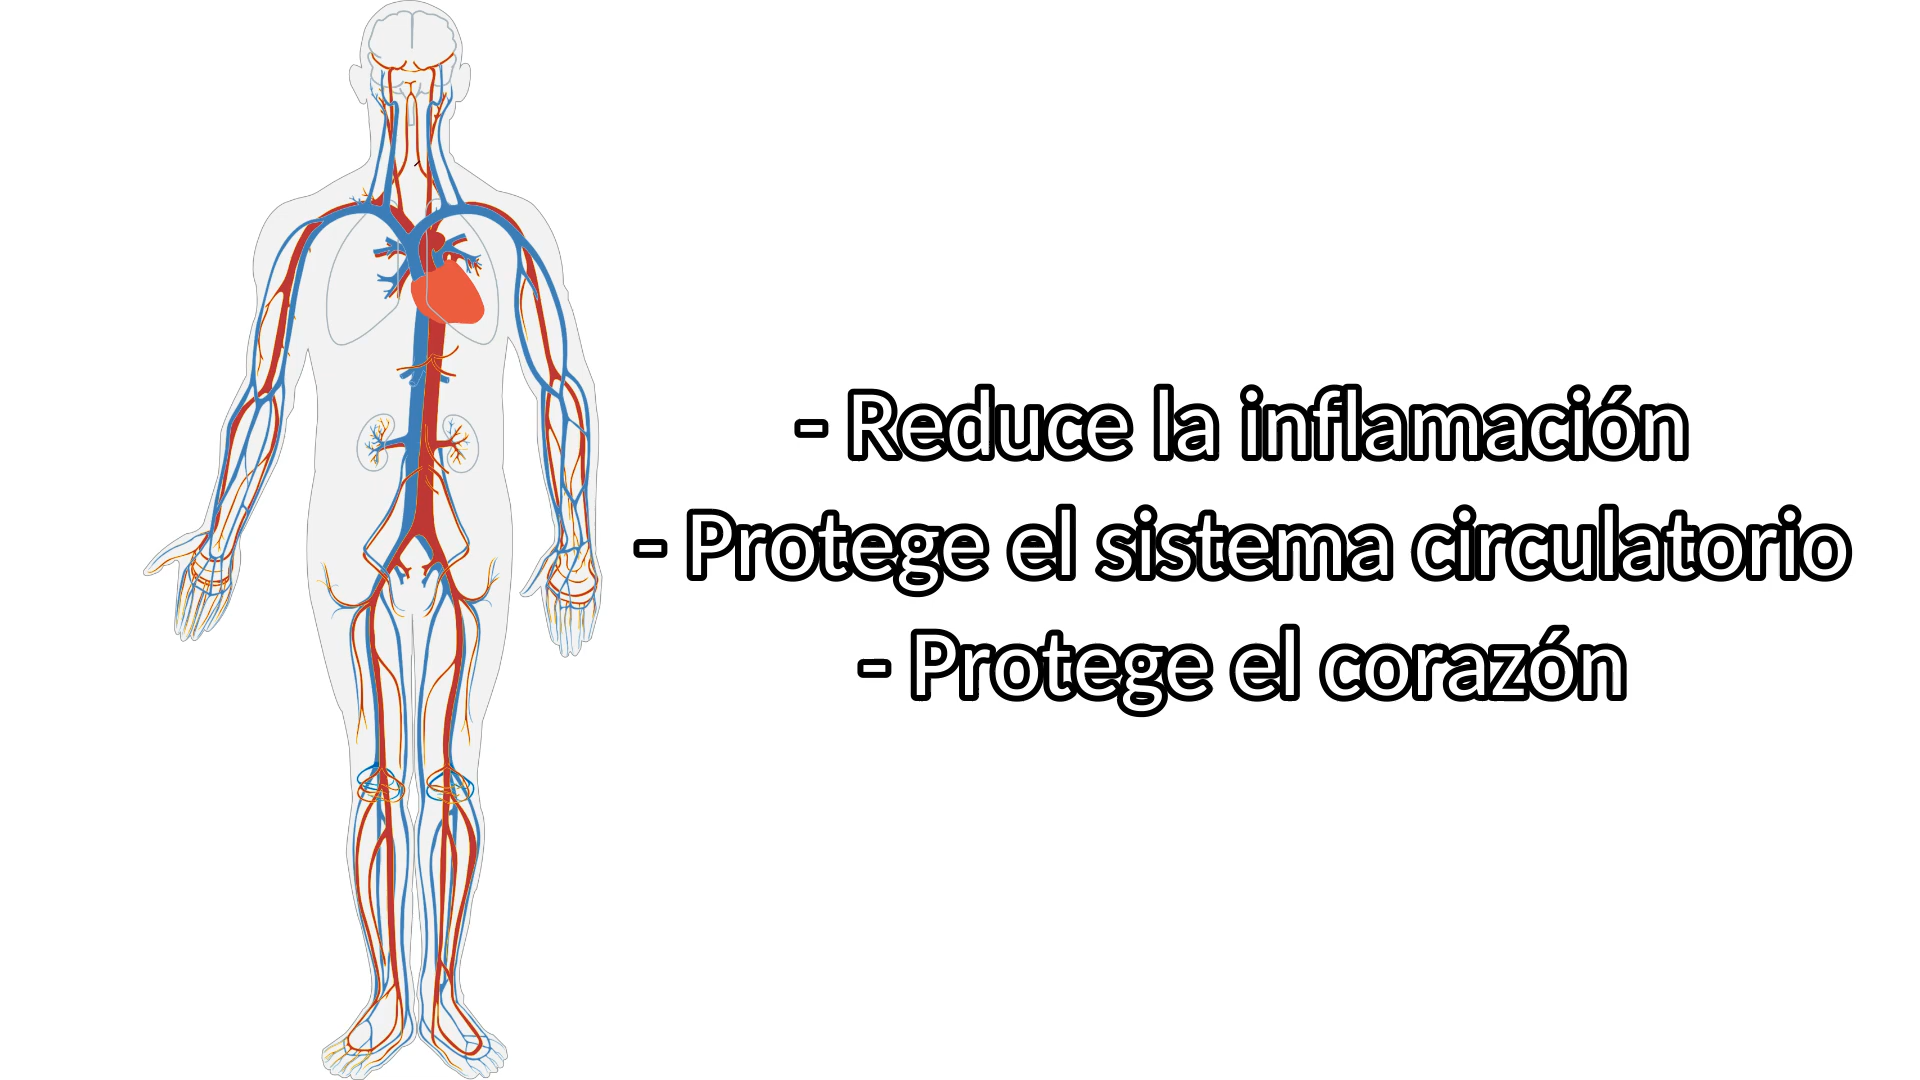 - Reduce la inflamación
- Protege el sistema circulatorio
- Protege el corazón